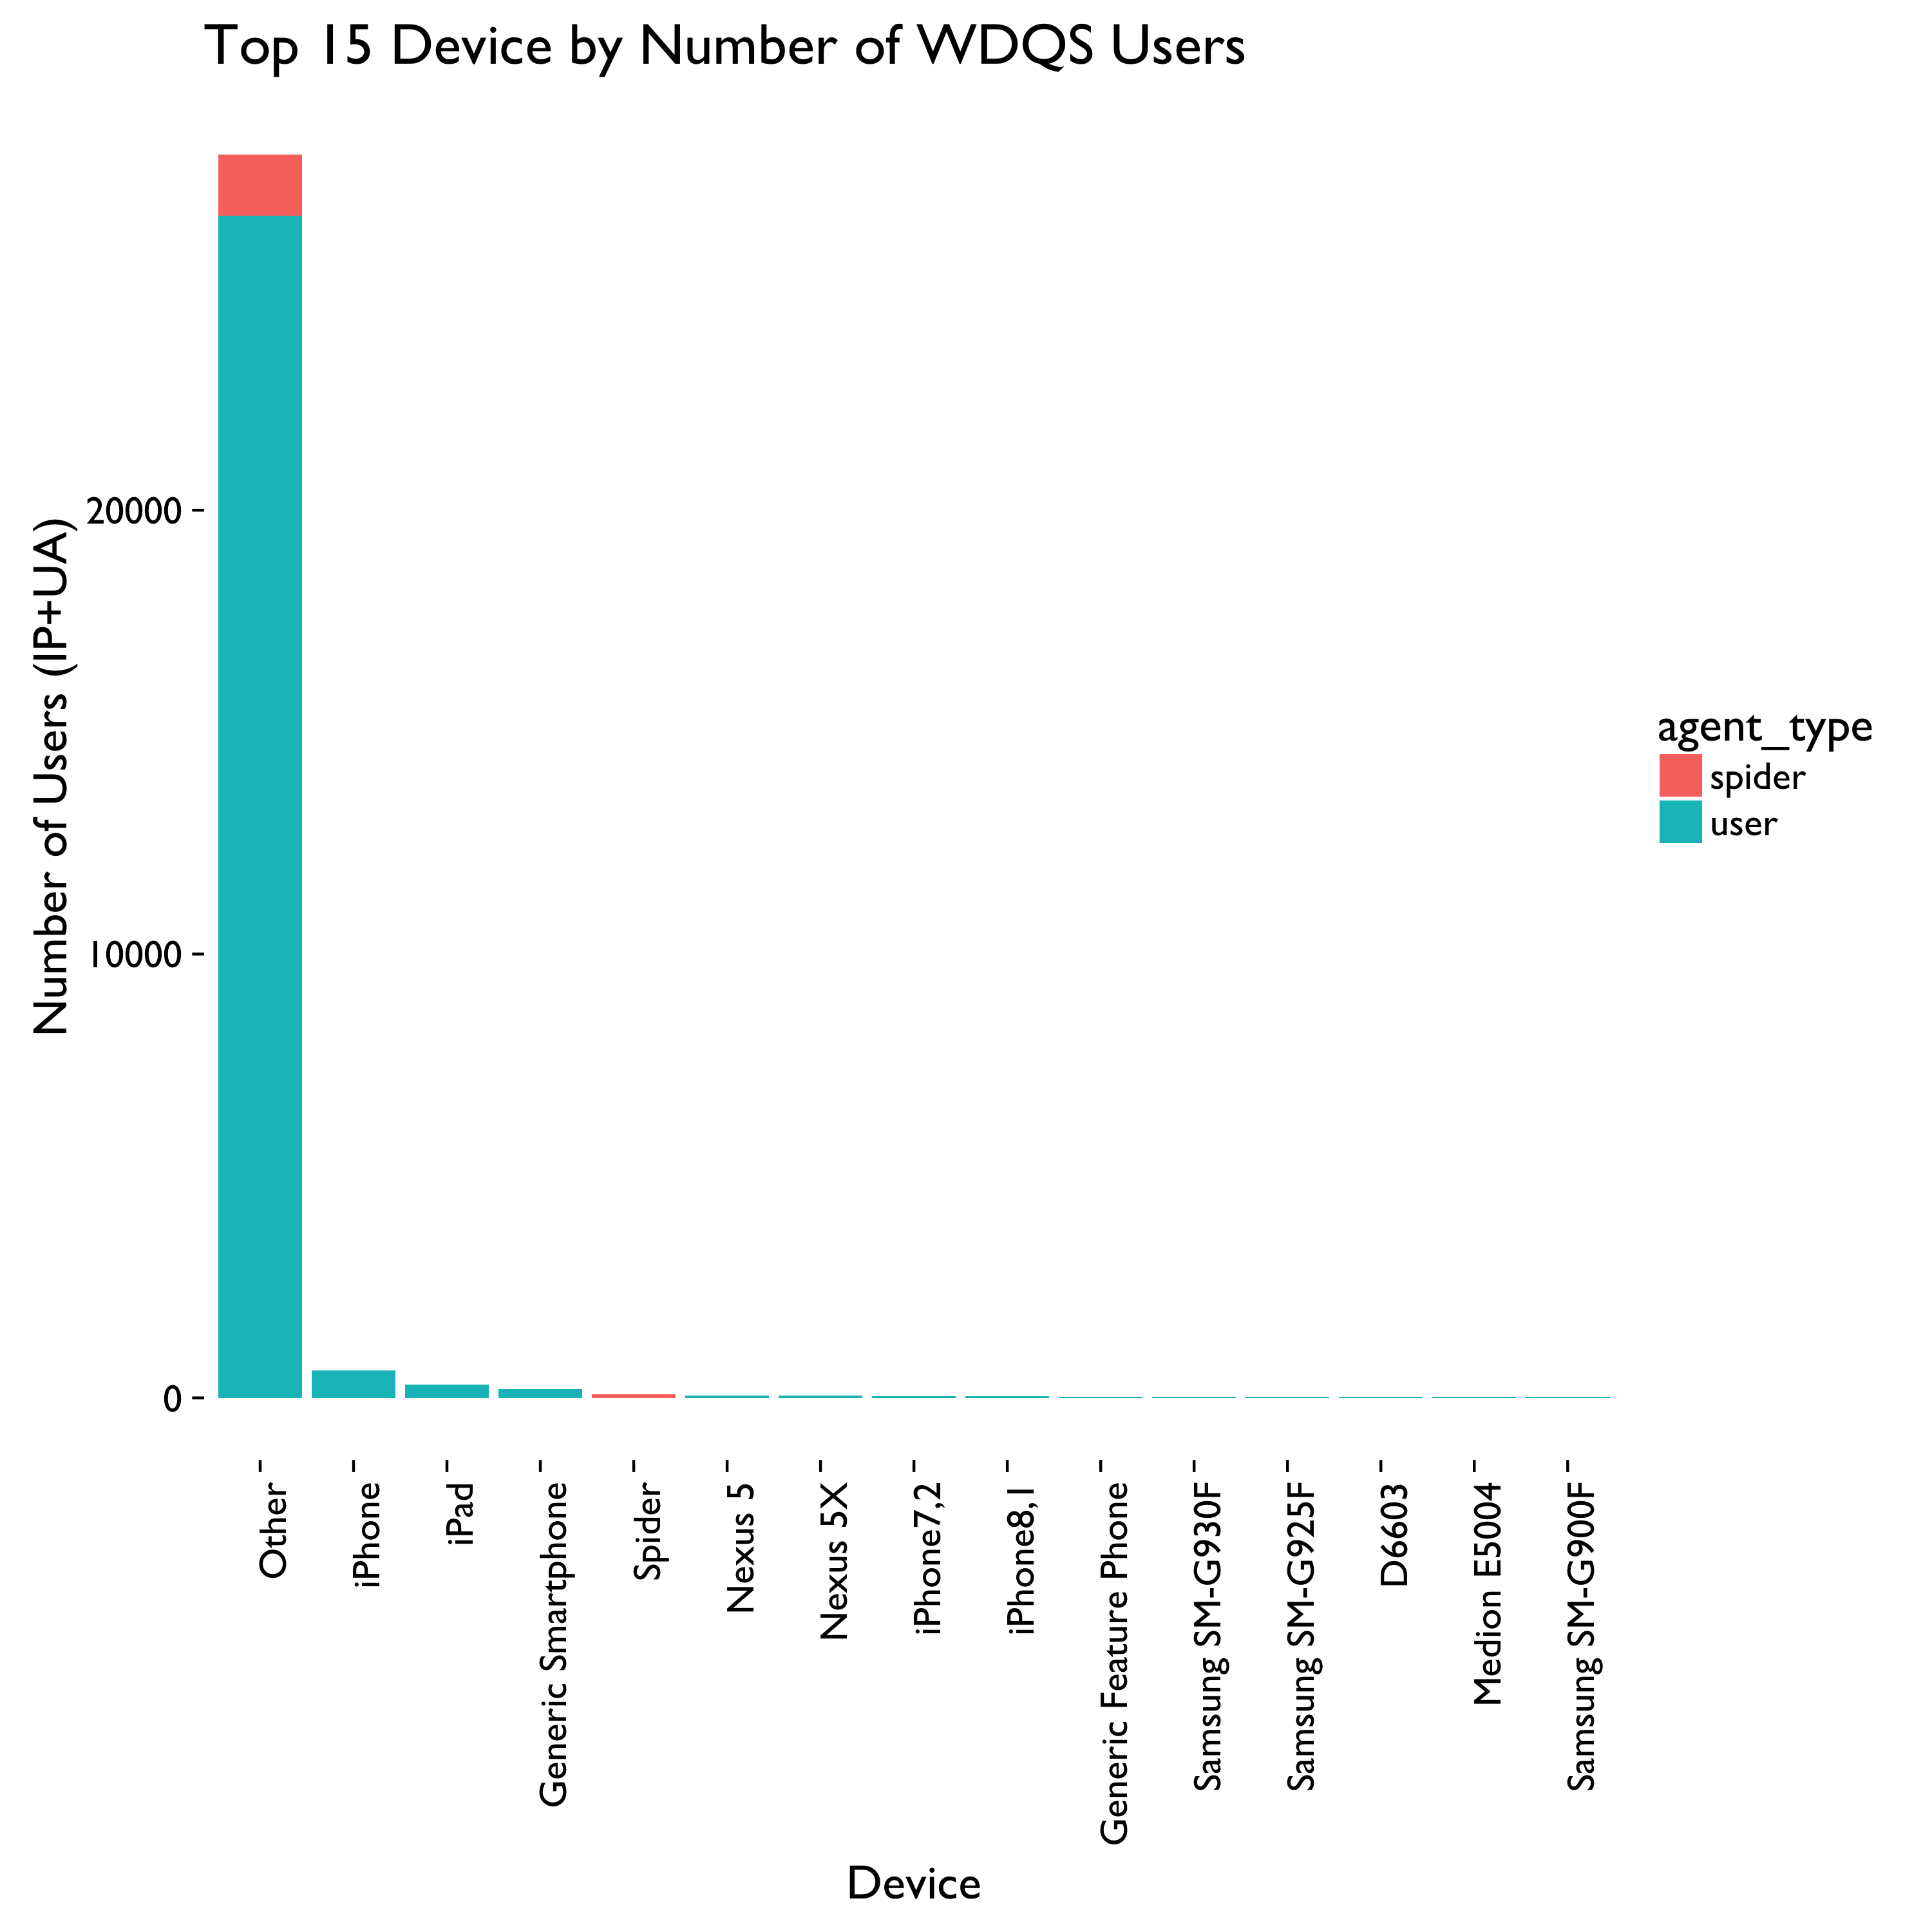 Top 15 Device by Number of WDQS Users
Number of Users (IP+UA)
20000
10000
0
Other
iPhone
iPad
Generic Smartphone
Spider
Nexus 5
Nexus 5X
iPhone7,2
iPhone8,1
Generic Feature Phone
Samsung SM-G930F
Samsung SM-G925F
D6603
Medion E5004
Samsung SM-G900F
Device
agent_type
spider
user